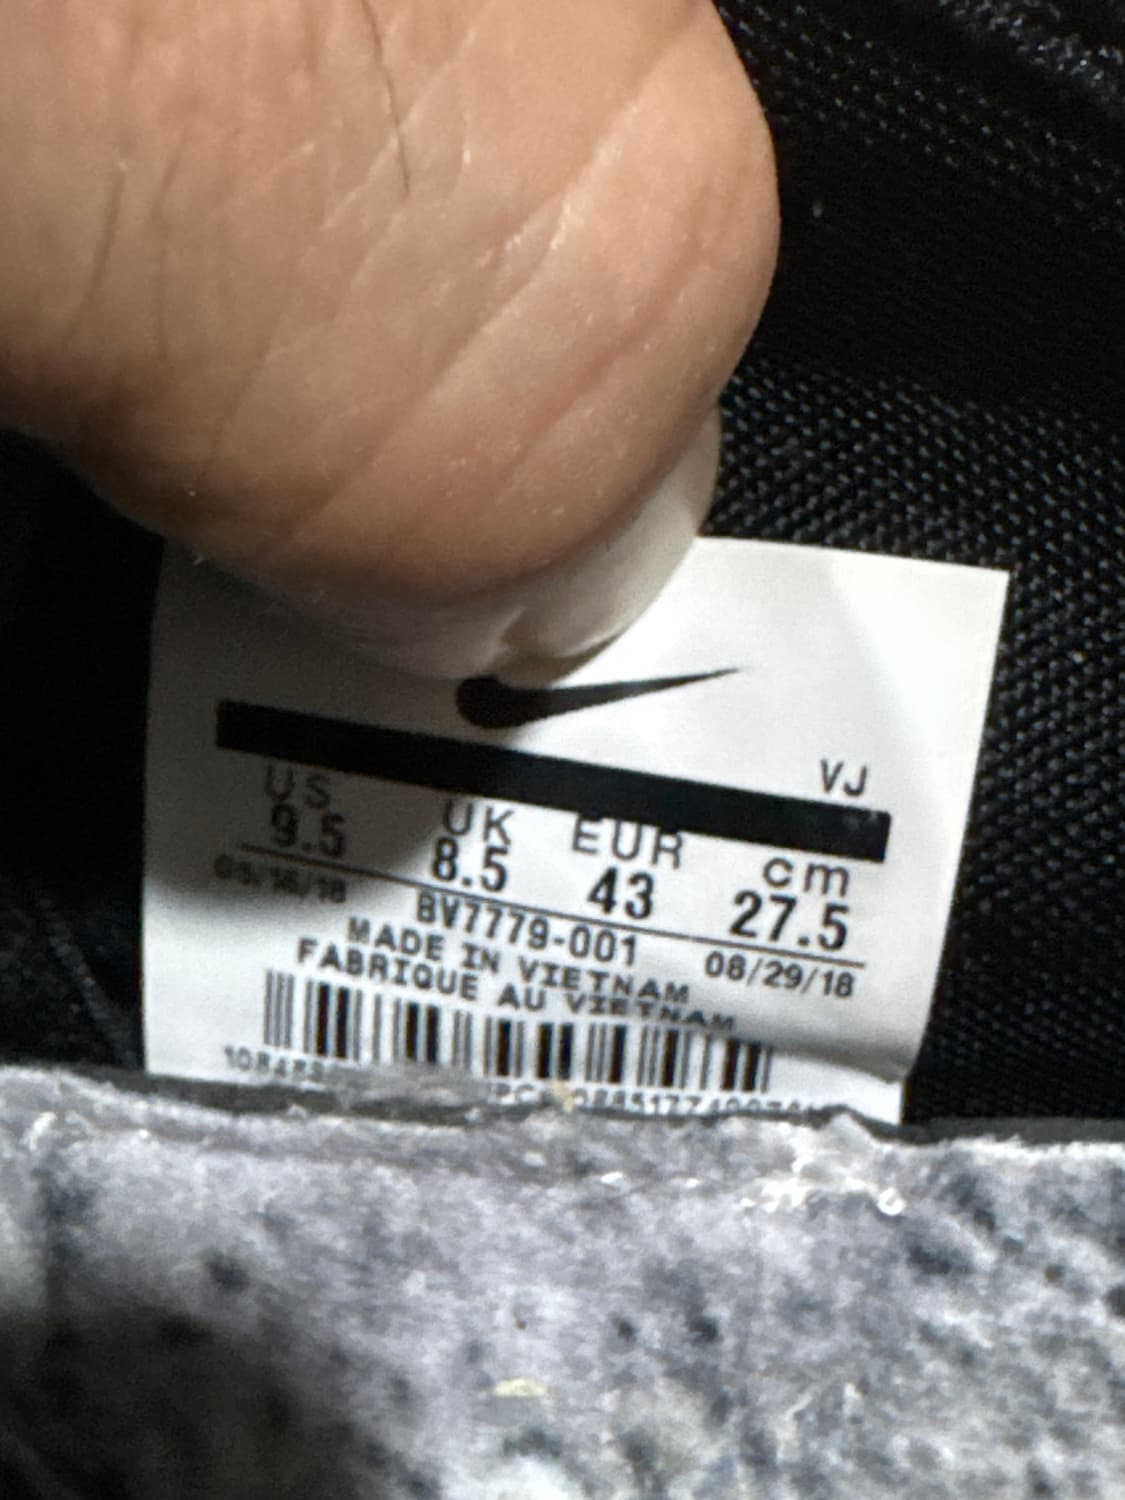 VJ
US UK EUR cm
9.5 8.5 43 27.5
05/16/18 BV7779-001 08/29/18
MADE IN VIETNAM
FABRIQUE AU VIETNAM